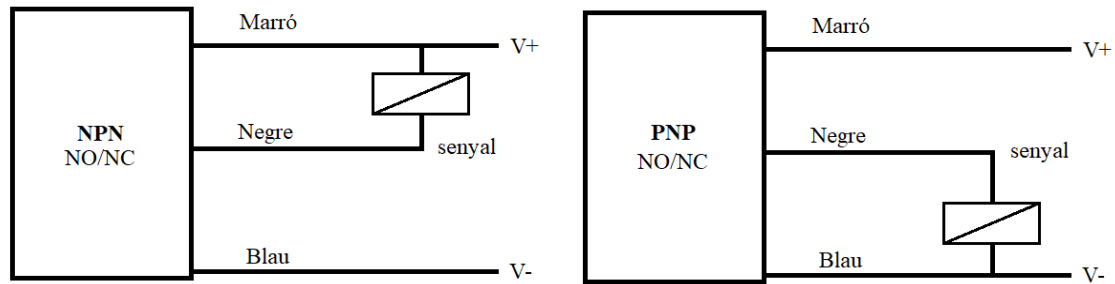 Marró
V+
NPN
NO/NC
Negre
senyal
Blau
V-
Marró
V+
PNP
NO/NC
Negre
senyal
Blau
V-